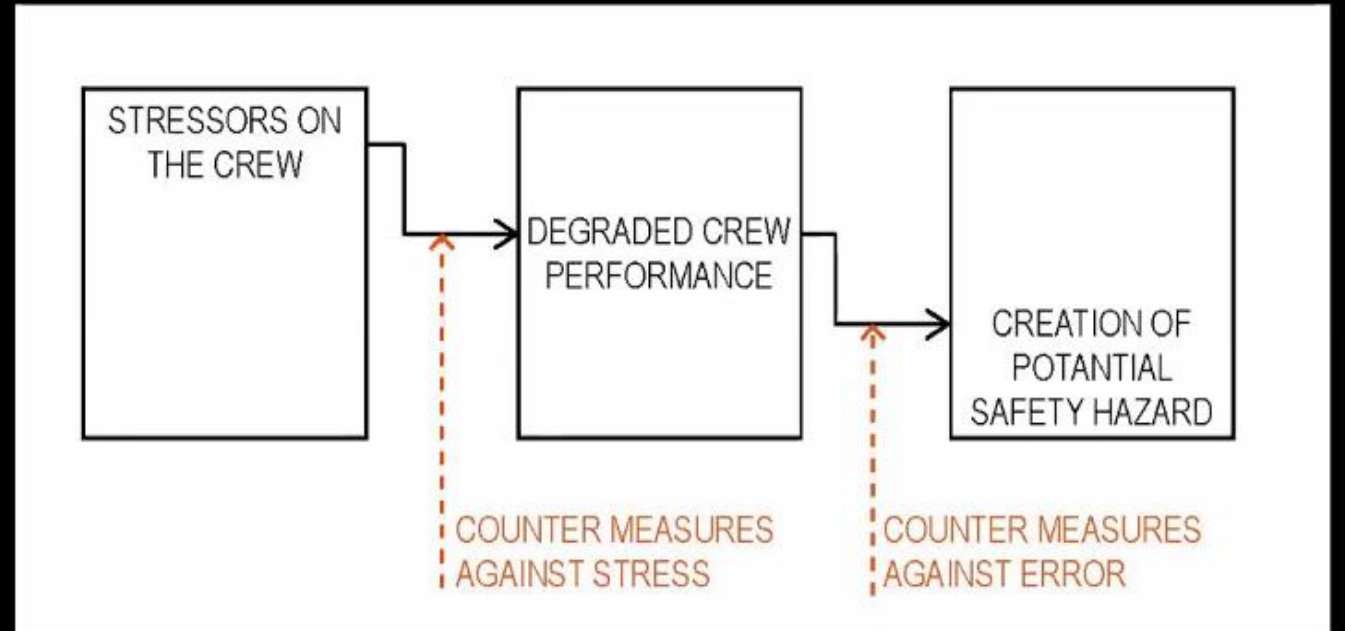 STRESSORS ON
THE CREW
DEGRADED CREW
PERFORMANCE
CREATION OF
POTANTIAL
SAFETY HAZARD
COUNTER MEASURES
AGAINST STRESS
COUNTER MEASURES
AGAINST ERROR